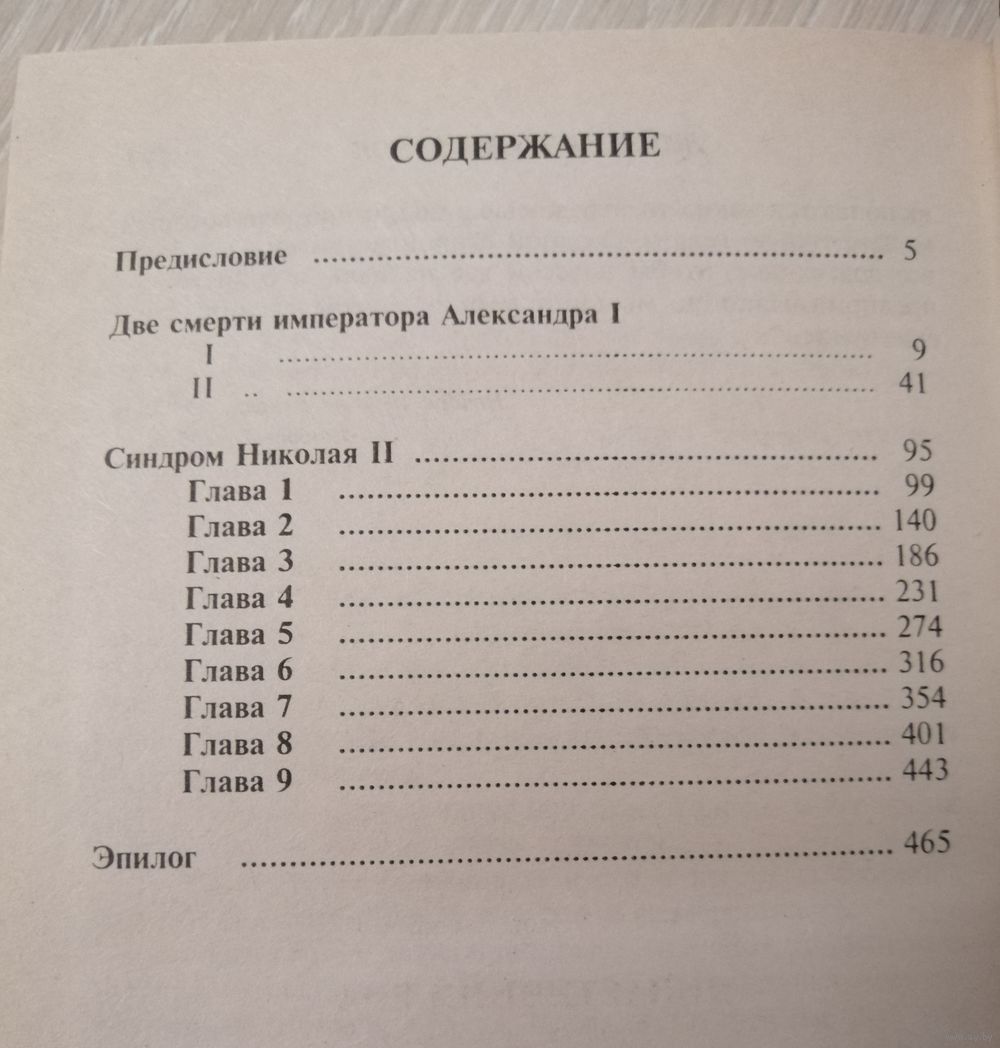 СОДЕРЖАНИЕ
Предисловие ........................................................ 5
Две смерти императора Александра I
I ........................................................ 9
II .. ........................................................ 41
Синдром Николая II ................................................ 95
Глава 1 ........................................................ 99
Глава 2 ........................................................ 140
Глава 3 ........................................................ 186
Глава 4 ........................................................ 231
Глава 5 ........................................................ 274
Глава 6 ........................................................ 316
Глава 7 ........................................................ 354
Глава 8 ........................................................ 401
Глава 9 ........................................................ 443
Эпилог ........................................................ 465